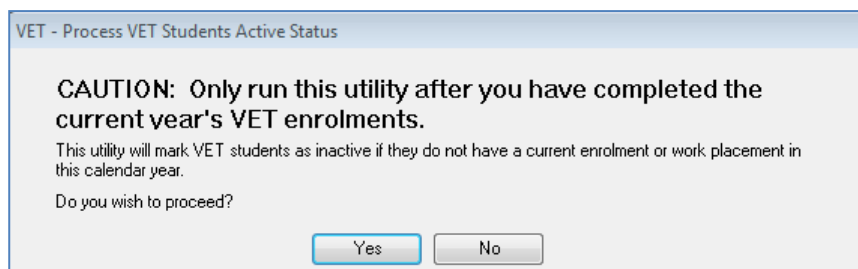 VET - Process VET Students Active Status
CAUTION:  Only run this utility after you have completed the
current year's VET enrolments.
This utility will mark VET students as inactive if they do not have a current enrolment or work placement in
this calendar year.
Do you wish to proceed?
Yes No